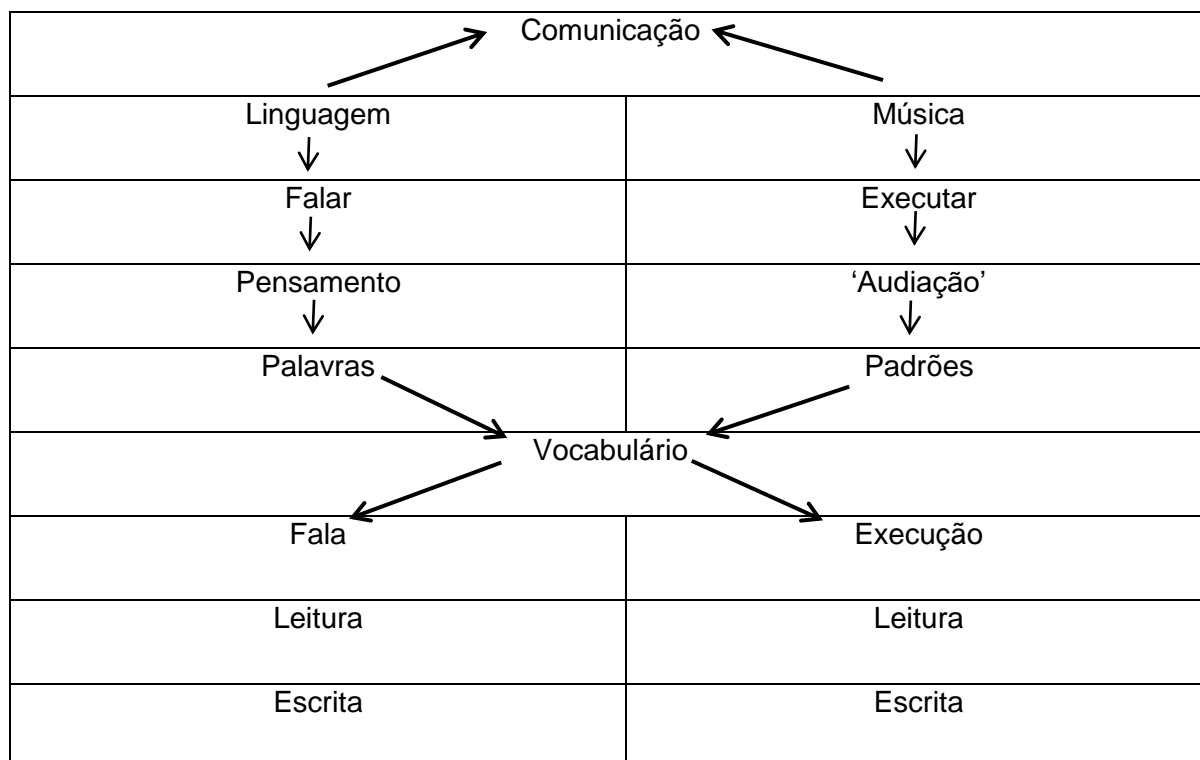 Comunicação
Linguagem Música
Falar Executar
Pensamento ‘Audiação’
Palavras Padrões
Vocabulário
Fala Execução
Leitura Leitura
Escrita Escrita